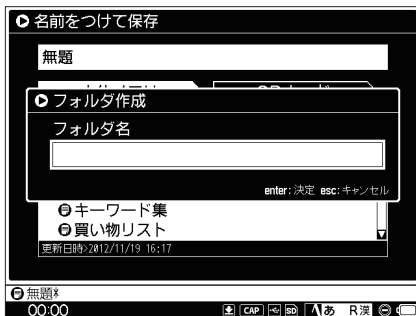 名前をつけて保存
無題
フォルダ作成
フォルダ名
enter:決定 esc:キャンセル
キーワード集
買い物リスト
更新日時>2012/11/19 16:17
無題*
00:00 CAP SD あ R漢